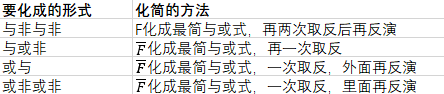 要化成的形式 化简的方法
与非与非 F化成最简与或式，再两次取反后再反演
与或非 F̅化成最简与或式，再一次取反
或与 F̅化成最简与或式，一次取反，外面再反演
或非或非 F̅化成最简与或式，一次取反，里面再反演